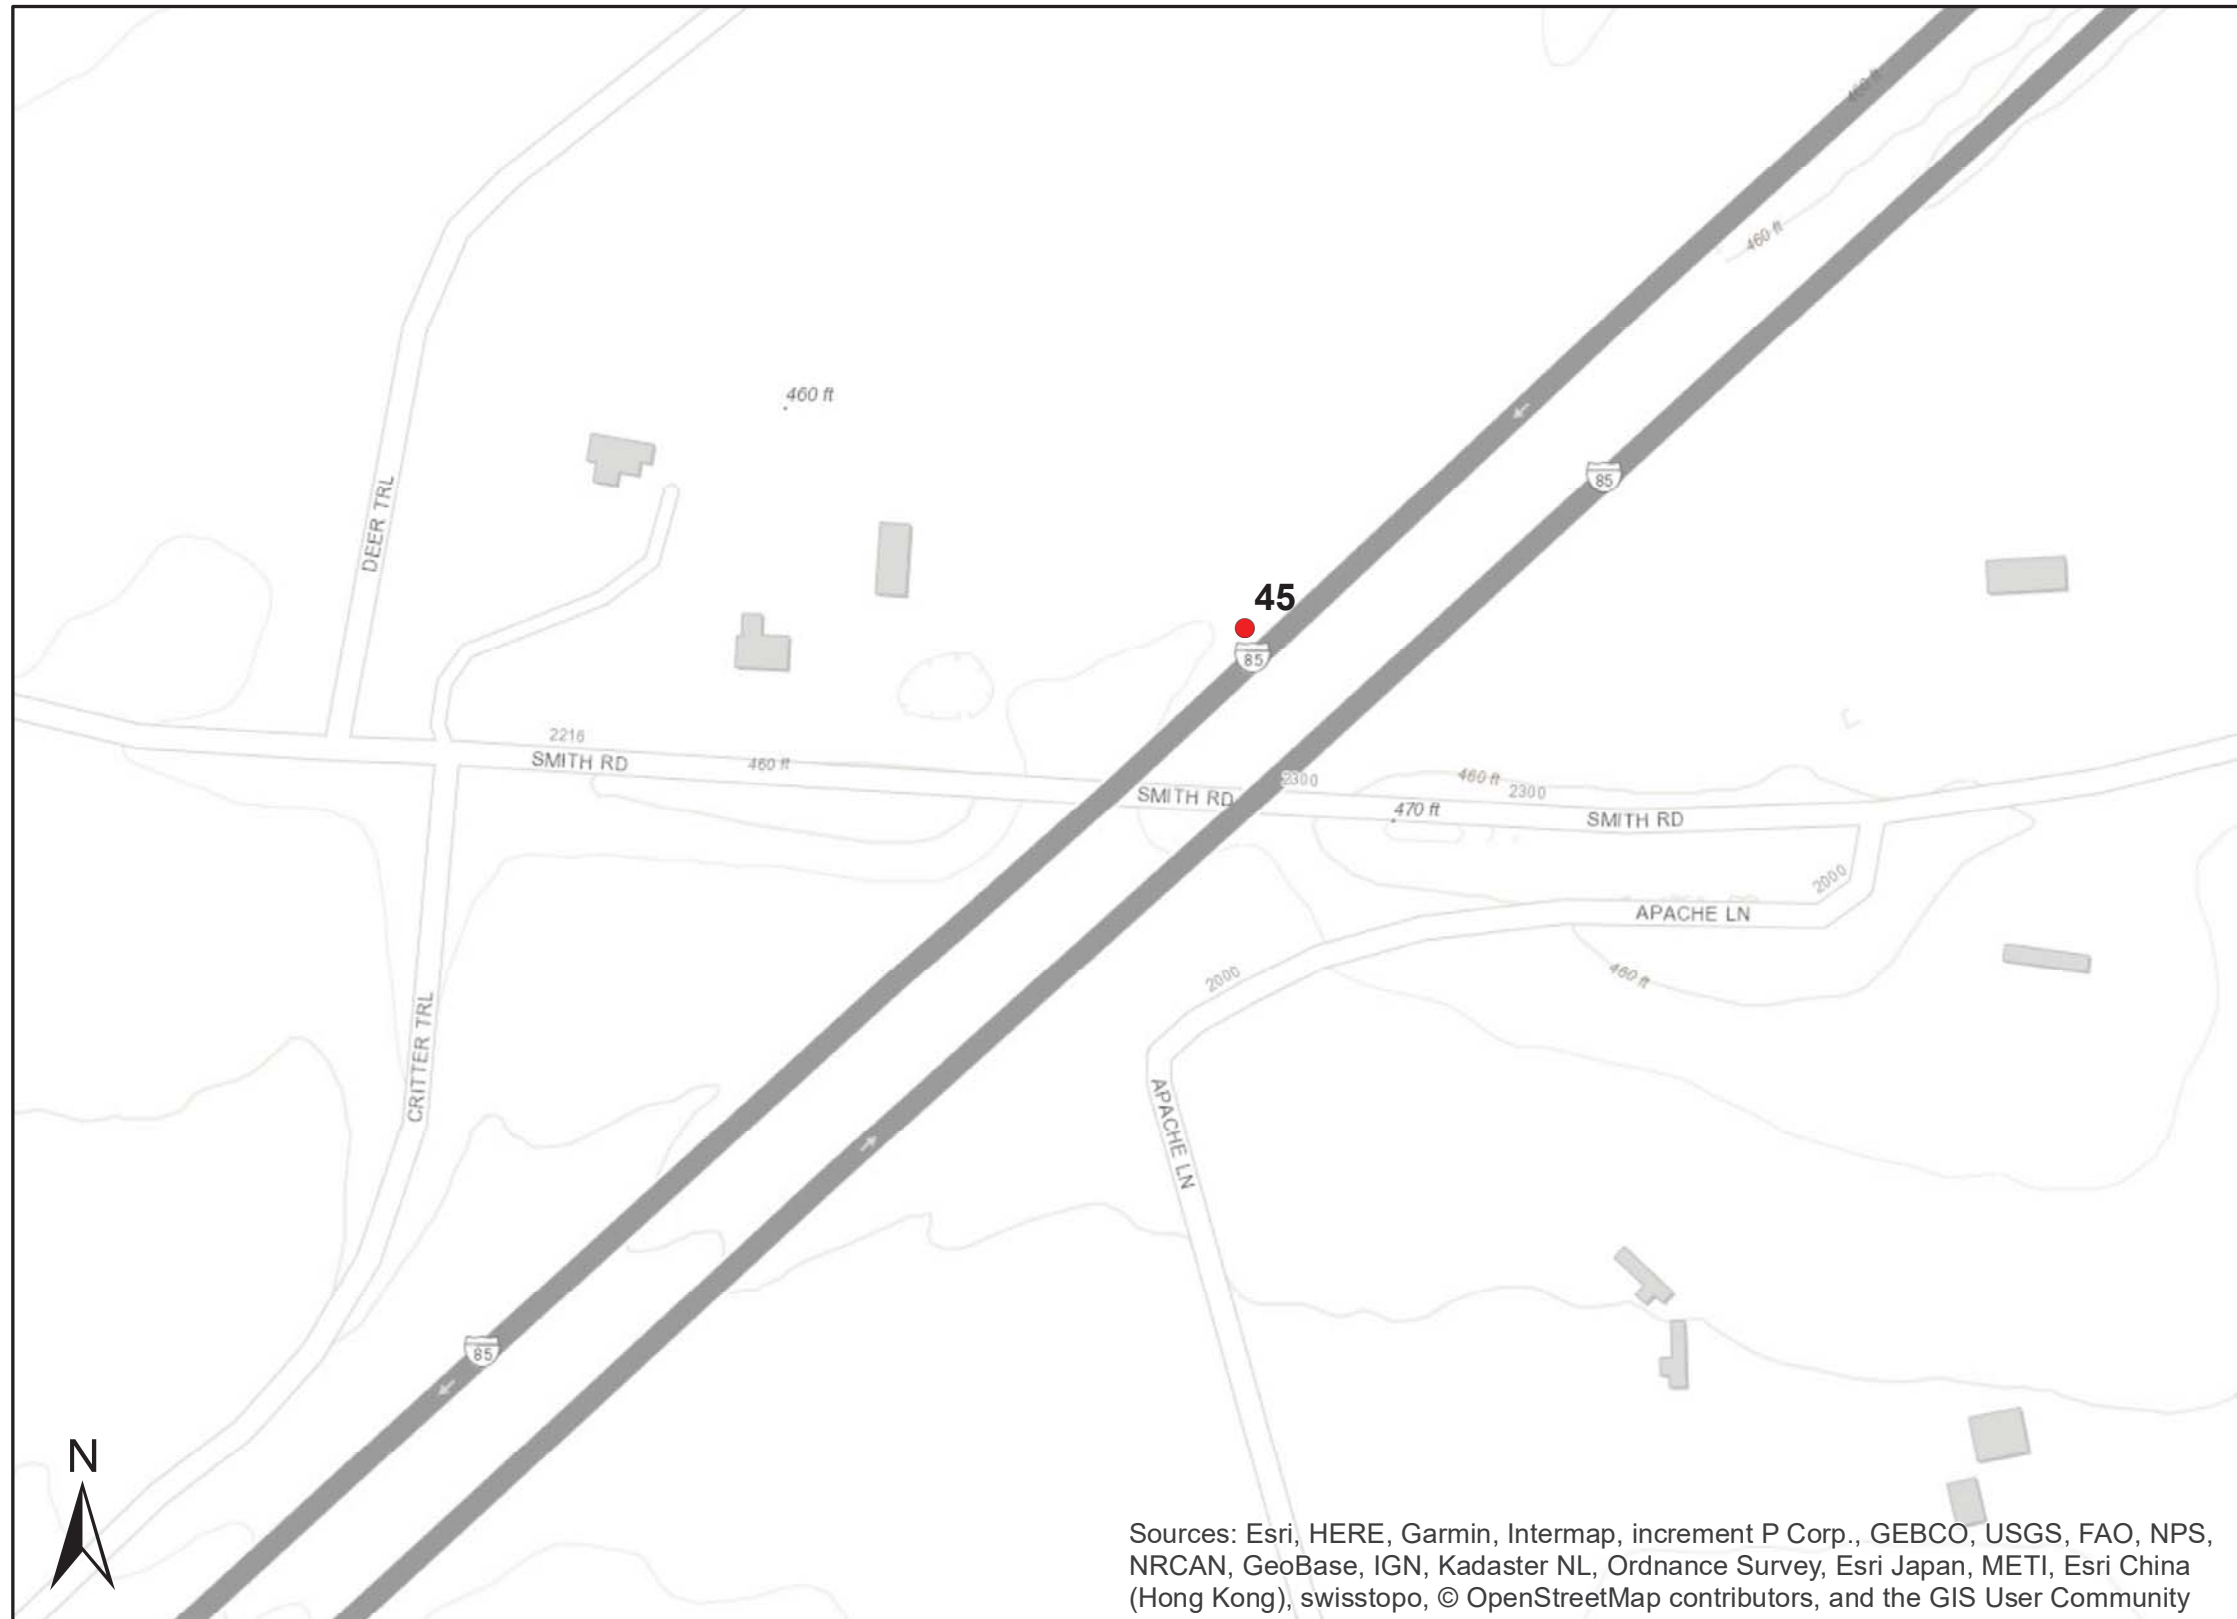 460 ft
460 ft
460 ft
DEER TRL
85
45
85
2216
SMITH RD
460 ft
SMITH RD
2300
460 ft
2300
470 ft
SMITH RD
2000
APACHE LN
460 ft
2000
CRITTER TRL
APACHE LN
85
N
Sources: Esri, HERE, Garmin, Intermap, increment P Corp., GEBCO, USGS, FAO, NPS,
NRCAN, GeoBase, IGN, Kadaster NL, Ordnance Survey, Esri Japan, METI, Esri China
(Hong Kong), swisstopo, © OpenStreetMap contributors, and the GIS User Community